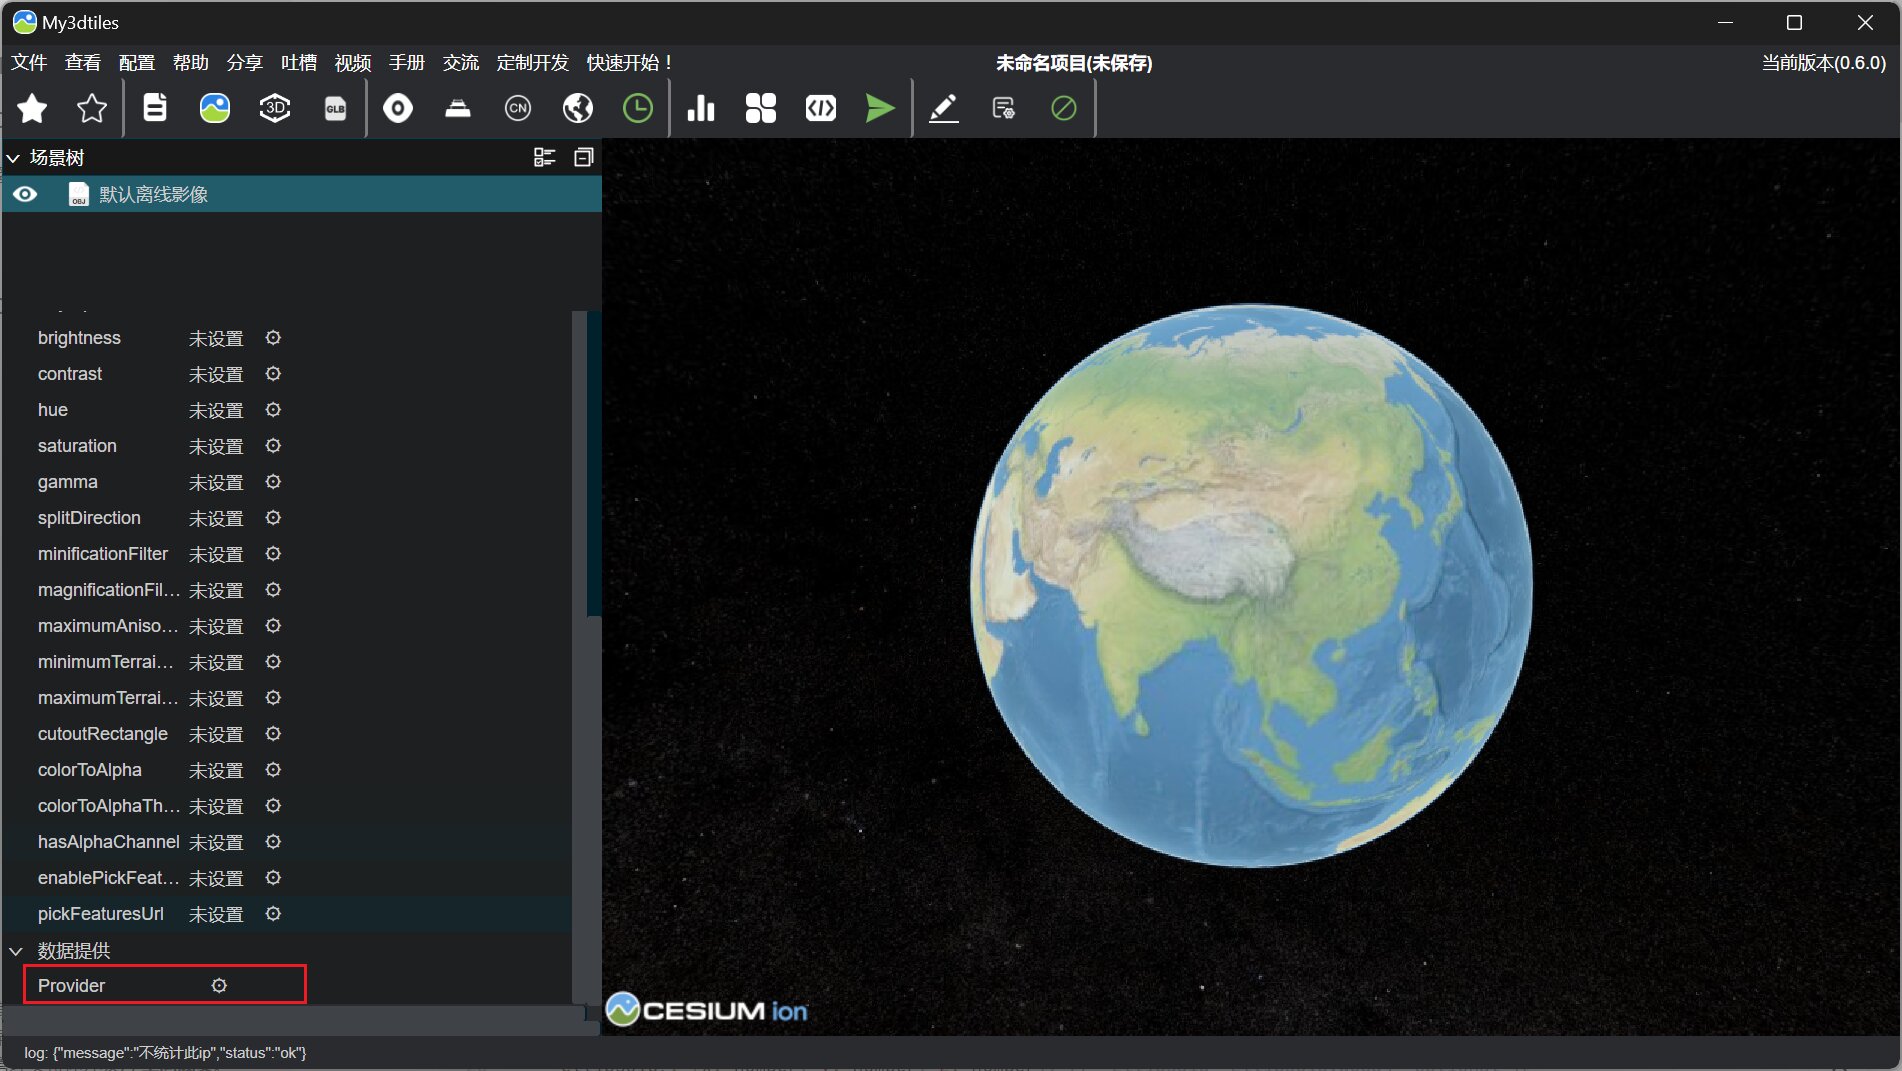 My3dtiles
文件 查看 配置 帮助 分享 吐槽 视频 手册 交流 定制开发 快速开始！ 未命名项目(未保存) 当前版本(0.6.0)
3D GLB CN
场景树
OBJ 默认离线影像
brightness 未设置
contrast 未设置
hue 未设置
saturation 未设置
gamma 未设置
splitDirection 未设置
minificationFilter 未设置
magnificationFil... 未设置
maximumAniso... 未设置
minimumTerrai... 未设置
maximumTerrai... 未设置
cutoutRectangle 未设置
colorToAlpha 未设置
colorToAlphaTh... 未设置
hasAlphaChannel 未设置
enablePickFeat... 未设置
pickFeaturesUrl 未设置
数据提供
Provider
CESIUM ion
log: {"message":"不统计此ip","status":"ok"}